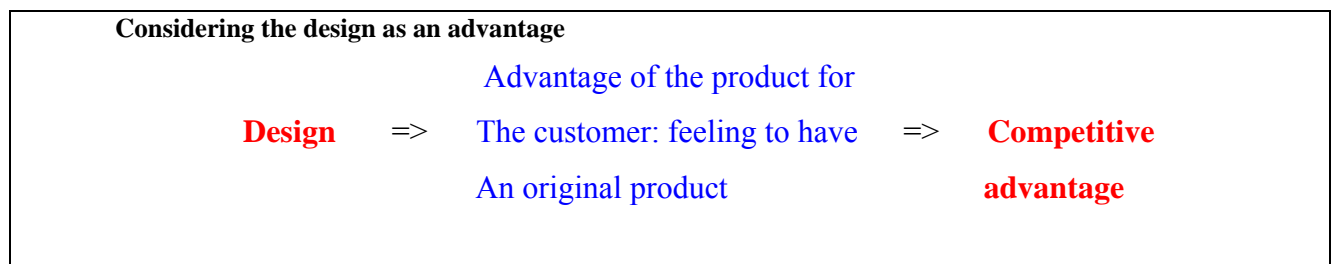 Considering the design as an advantage
Advantage of the product for
Design => The customer: feeling to have => Competitive
An original product advantage